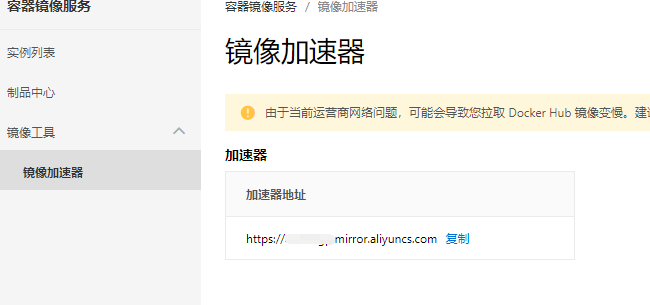 容器镜像服务
容器镜像服务 / 镜像加速器
镜像加速器
实例列表
制品中心
镜像工具
镜像加速器
由于当前运营商网络问题，可能会导致您拉取 Docker Hub 镜像变慢。建
加速器
加速器地址
https:// mirror.aliyuncs.com 复制